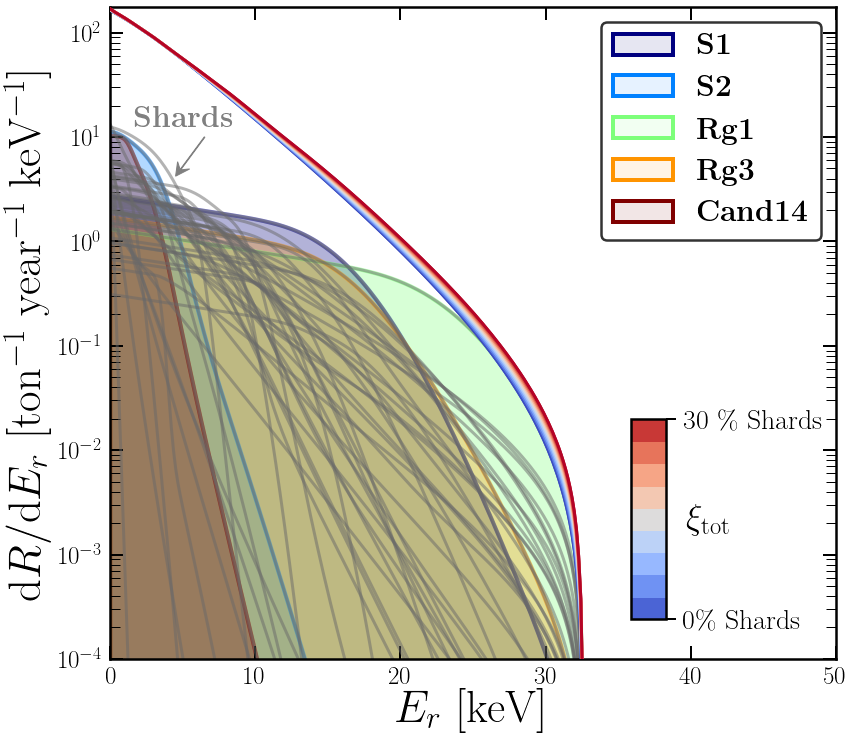 dR/dE_r [ton^−1 year^−1 keV^−1]
10^2
10^1
10^0
10^−1
10^−2
10^−3
10^−4
Shards
S1
S2
Rg1
Rg3
Cand14
30 % Shards
ξ_tot
0% Shards
0 10 20 30 40 50
E_r [keV]